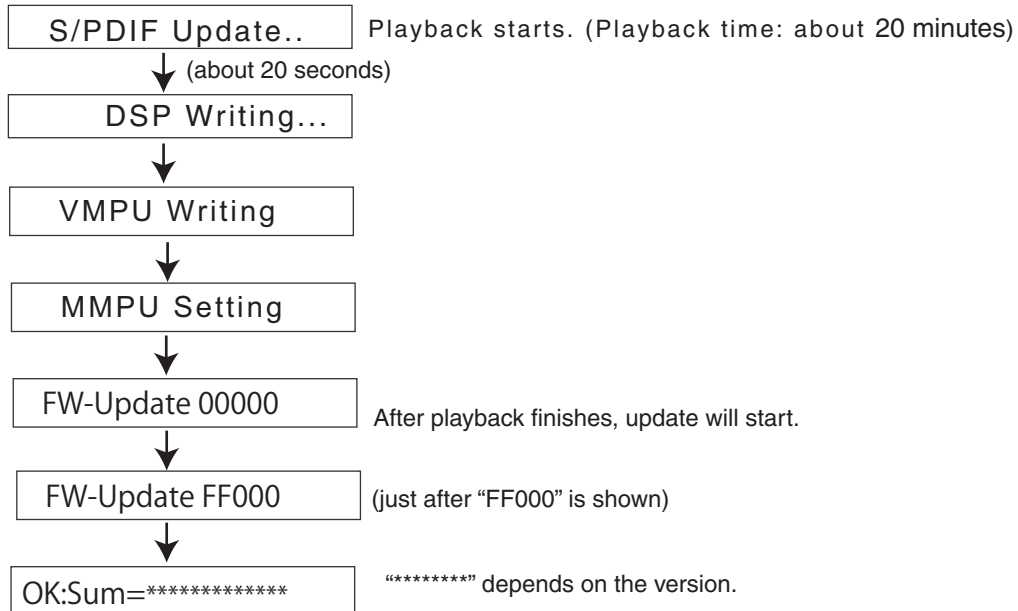 S/PDIF Update.. Playback starts. (Playback time: about 20 minutes)
(about 20 seconds)
DSP Writing...
VMPU Writing
MMPU Setting
FW-Update 00000
After playback finishes, update will start.
FW-Update FF000 (just after “FF000” is shown)
OK:Sum=************* “********” depends on the version.